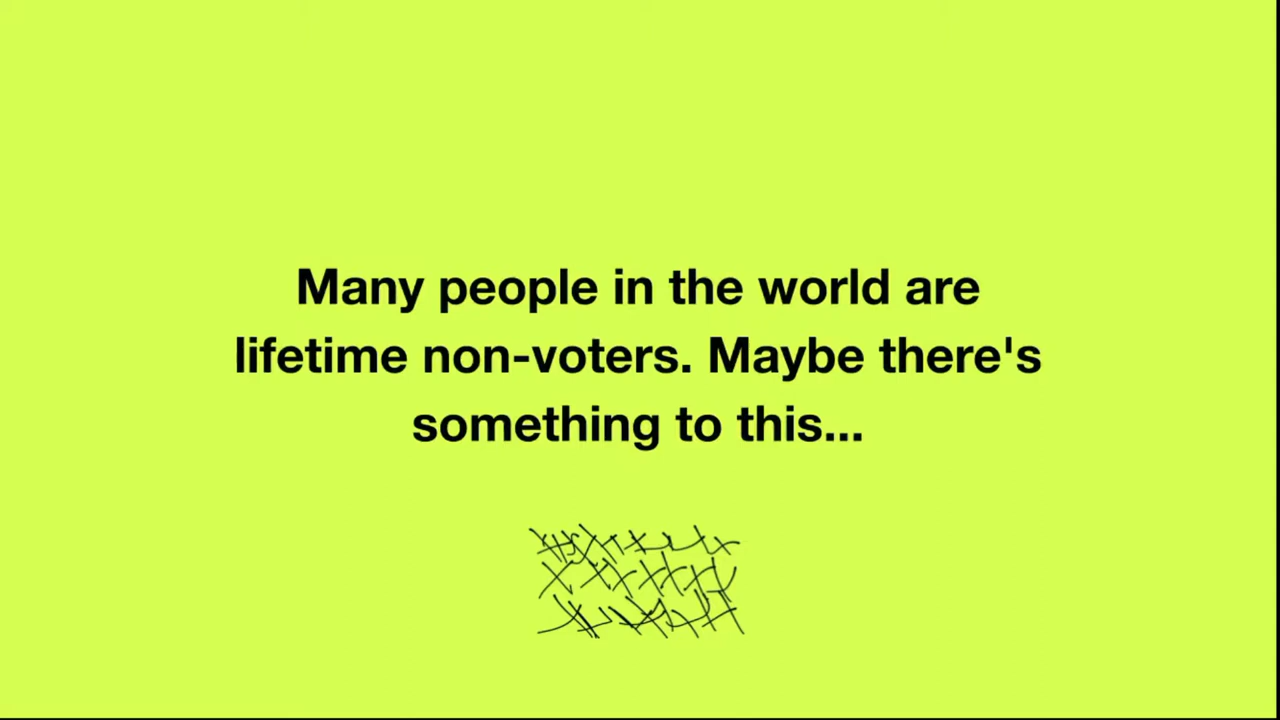 Many people in the world are
lifetime non-voters. Maybe there's
something to this...